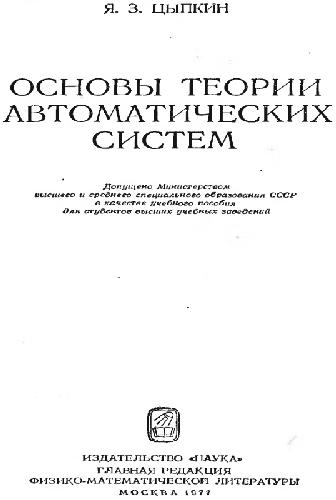 Я. З. ЦЫПКИН
ОСНОВЫ ТЕОРИИ
АВТОМАТИЧЕСКИХ
СИСТЕМ
Допущено Министерством
высшего и среднего специального образования СССР
в качестве учебного пособия
для студентов высших учебных заведений
ИЗДАТЕЛЬСТВО «НАУКА»
ГЛАВНАЯ РЕДАКЦИЯ
ФИЗИКО-МАТЕМАТИЧЕСКОЙ ЛИТЕРАТУРЫ
МОСКВА 1977